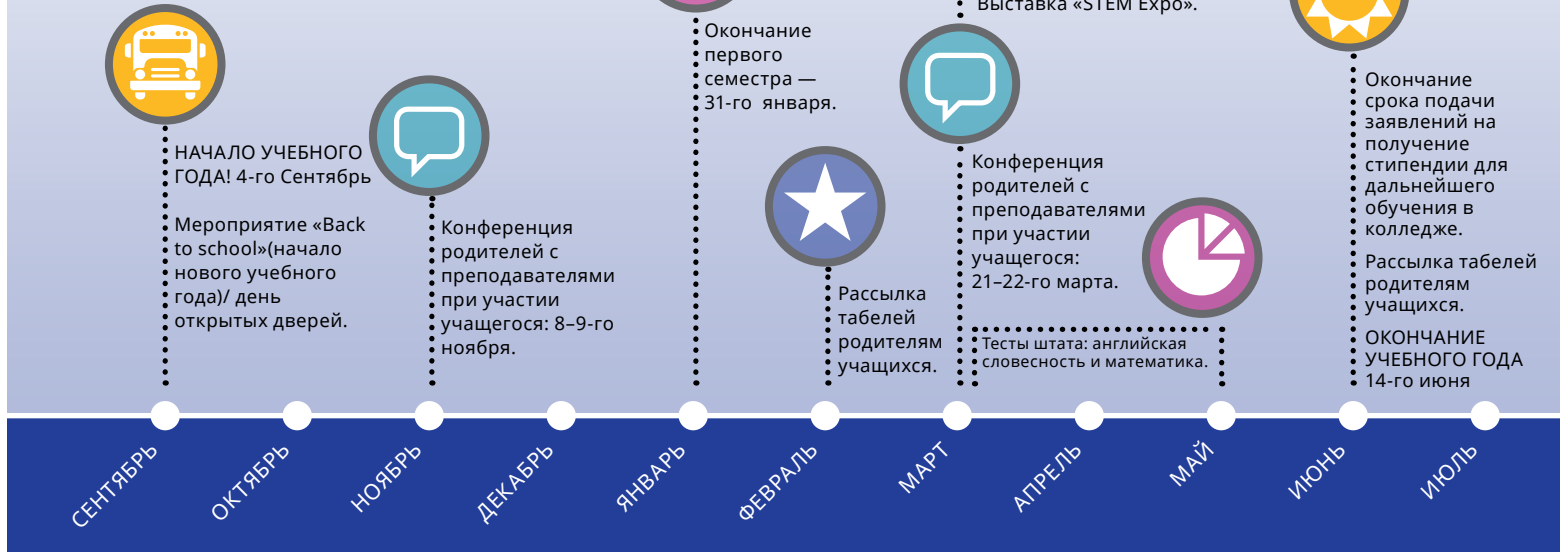 Выставка «STEM Expo».
НАЧАЛО УЧЕБНОГО
ГОДА! 4-го Сентябрь
Мероприятие «Back
to school»(начало
нового учебного
года)/ день
открытых дверей.
Конференция
родителей с
преподавателями
при участии
учащегося: 8–9-го
ноября.
Окончание
первого
семестра —
31-го января.
Рассылка
табелей
родителям
учащихся.
Конференция
родителей с
преподавателями
при участии
учащегося:
21–22-го марта.
Тесты штата: английская
словесность и математика.
Окончание
срока подачи
заявлений на
получение
стипендии для
дальнейшего
обучения в
колледже.
Рассылка табелей
родителям
учащихся.
ОКОНЧАНИЕ
УЧЕБНОГО ГОДА
14-го июня
СЕНТЯБРЬ
ОКТЯБРЬ
НОЯБРЬ
ДЕКАБРЬ
ЯНВАРЬ
ФЕВРАЛЬ
МАРТ
АПРЕЛЬ
МАЙ
ИЮНЬ
ИЮЛЬ